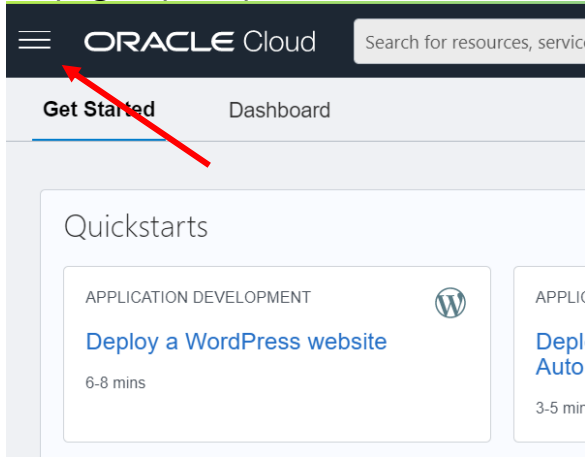 ORACLE Cloud
Search for resources, servic
Get Started
Dashboard
Quickstarts
APPLICATION DEVELOPMENT
Deploy a WordPress website
6-8 mins
APPLIC
Depl
Auto
3-5 min